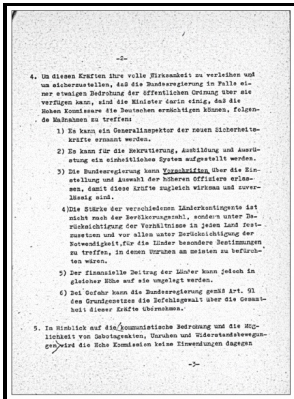 -2-
4. Um diesen Kräften ihre volle Wirksamkeit zu verleihen und
um sicherzustellen, daß die Bundesregierung im Falle ei-
ner etwaigen Bedrohung der öffentlichen Ordnung über sie
verfügen kann, sind die Minister darin einig, daß die
Hohen Kommissare die Deutschen ermächtigen können, folgen-
de Maßnahmen zu treffen:
1) Es kann ein Generalinspektor der neuen Sicherheits-
kräfte ernannt werden.
2) Es kann für die Rekrutierung, Ausbildung und Ausrü-
stung ein einheitliches System aufgestellt werden.
3) Die Bundesregierung kann Vorschriften über die Ein-
stellung und Auswahl der höheren Offiziere erlas-
sen, damit diese Kräfte zugleich wirksam und zuver-
lässig sind.
4)Die Stärke der verschiedenen Länderkontingente ist
nicht nach der Bevölkerungszahl, sondern unter Be-
rücksichtigung der Verhältnisse in jedem Land fest-
zusetzen und vor allem unter Berücksichtigung der
Notwendigkeit, für die Länder besondere Bestimmungen
zu treffen, in denen Unruhen am meisten zu befürch-
ten wären.
5) Der finanzielle Beitrag der Länder kann jedoch in
gleicher Höhe auf sie umgelegt werden.
6) Bei Gefahr kann die Bundesregierung gemäß Art. 91
des Grundgesetzes die Befehlsgewalt über die Gesamt-
heit dieser Kräfte übernehmen.
5. Im Hinblick auf die kommunistische Bedrohung und die Mög-
lichkeit von Sabotageakten, Unruhen und Widerstandsbewegun-
gen wird die Hohe Kommission keine Einwendungen dagegen
-3-